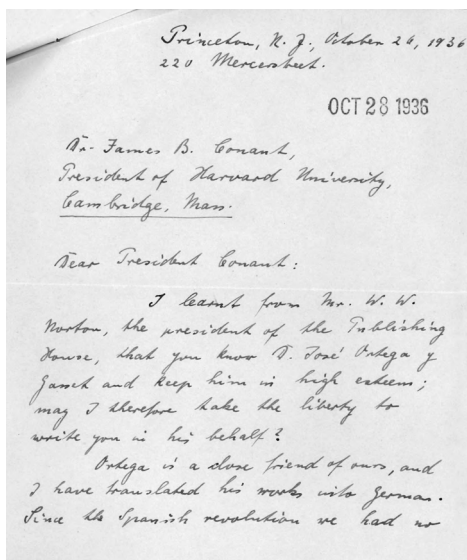 Princeton, N. J., October 26, 1936
220 Mercerstreet.
OCT 28 1936
Dr. James B. Conant,
President of Harvard University,
Cambridge, Mass.
Dear President Conant:
I learnt from Mr. W. W.
Norton, the president of the Publishing
House, that you know D. José Ortega y
Gasset and keep him in high esteem;
may I therefore take the liberty to
write you in his behalf?
Ortega is a close friend of ours, and
I have translated his works into German.
Since the Spanish revolution we had no